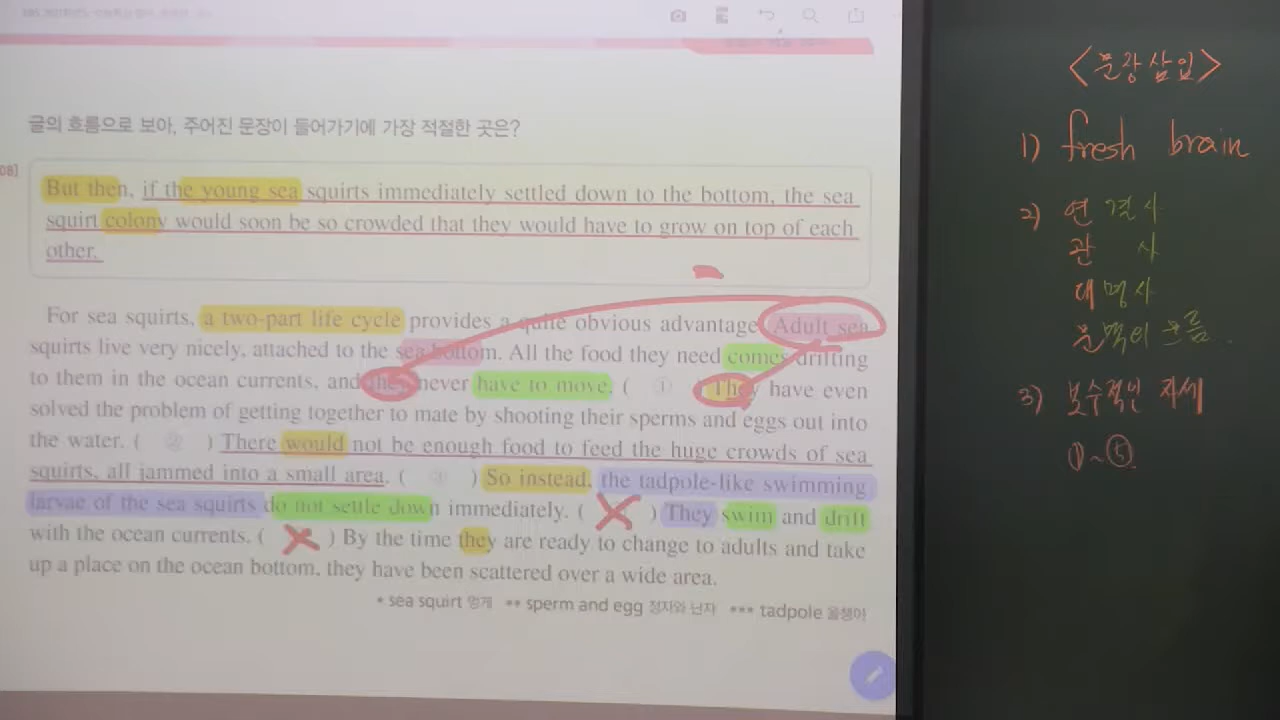 글의 흐름으로 보아, 주어진 문장이 들어가기에 가장 적절한 곳은?
08]
But then, if the young sea squirts immediately settled down to the bottom, the sea
squirt colony would soon be so crowded that they would have to grow on top of each
other.
For sea squirts, a two-part life cycle provides a quite obvious advantage. Adult sea
squirts live very nicely, attached to the sea bottom. All the food they need comes drifting
to them in the ocean currents, and they never have to move. ( ① ) They have even
solved the problem of getting together to mate by shooting their sperms and eggs out into
the water. ( ② ) There would not be enough food to feed the huge crowds of sea
squirts, all jammed into a small area. ( ③ ) So instead, the tadpole-like swimming
larvae of the sea squirts do not settle down immediately. ( ) They swim and drift
with the ocean currents. ( ) By the time they are ready to change to adults and take
up a place on the ocean bottom, they have been scattered over a wide area.
* sea squirt 멍게 ** sperm and egg 정자와 난자 *** tadpole 올챙이
<문장삽입>
1) fresh brain
2) 연결사
관 사
대명사
문맥의 흐름.
3) 보수적인 자세
①~⑤.